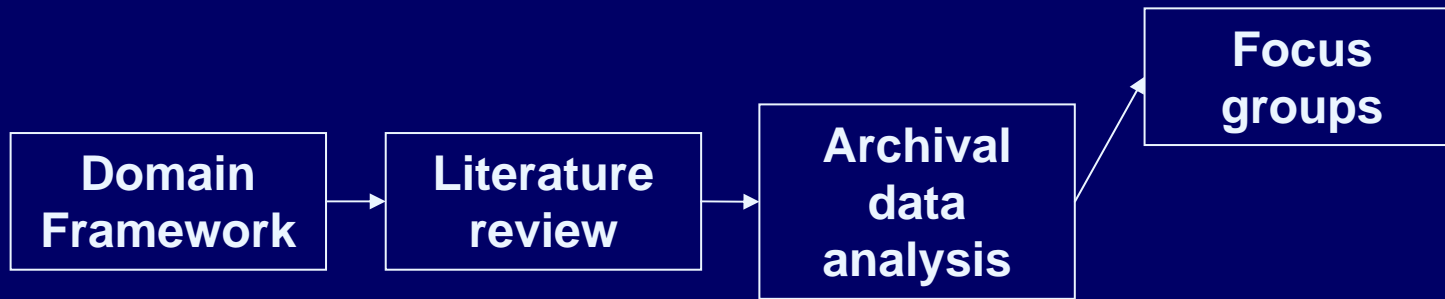 Domain
Framework
Literature
review
Archival
data
analysis
Focus
groups